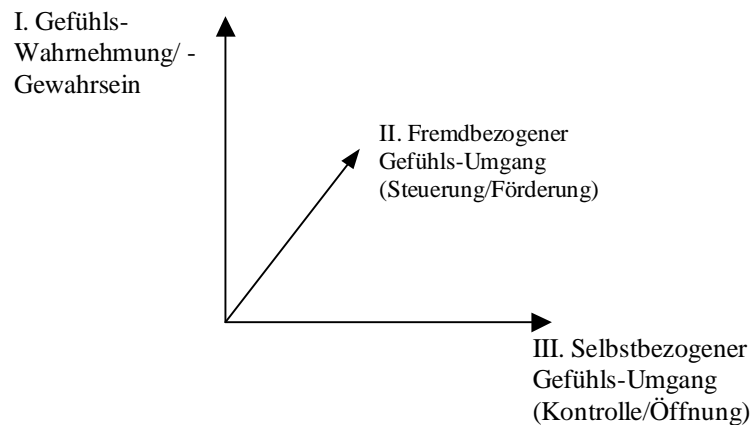 I. Gefühls-
Wahrnehmung/ -
Gewahrsein
II. Fremdbezogener
Gefühls-Umgang
(Steuerung/Förderung)
III. Selbstbezogener
Gefühls-Umgang
(Kontrolle/Öffnung)